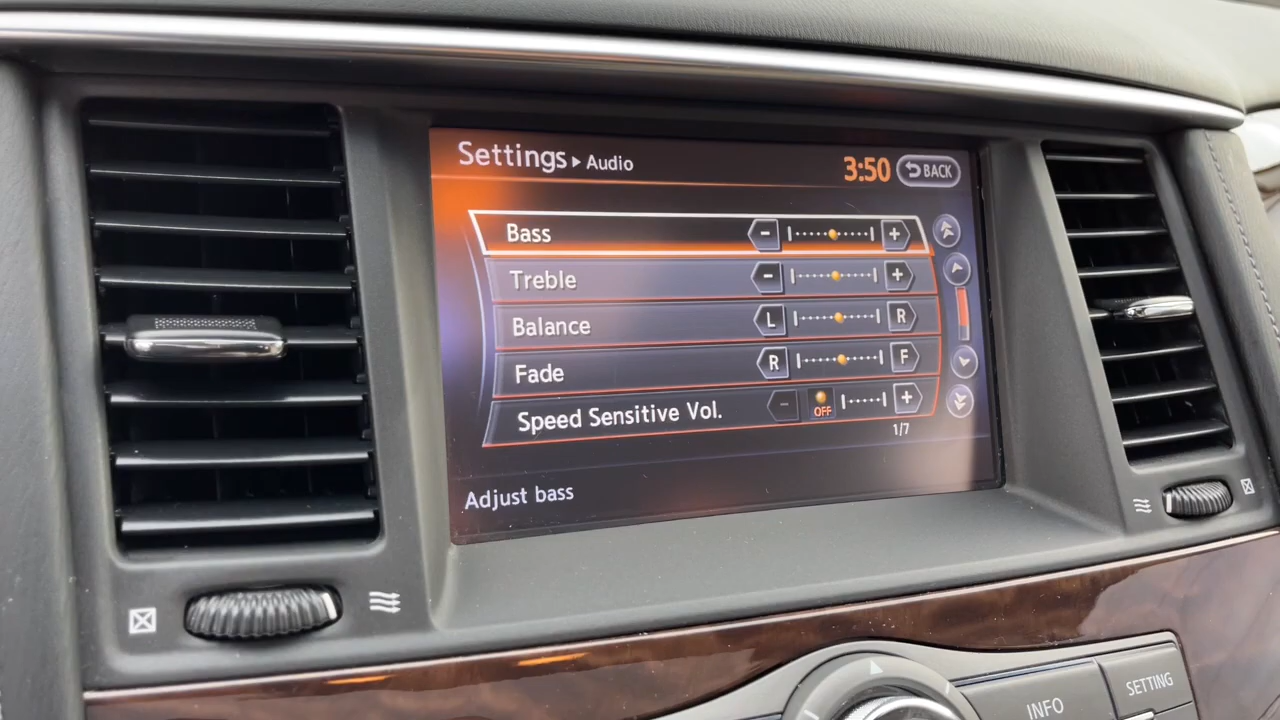 Settings ▸ Audio 3:50 BACK
Bass - +
Treble - +
Balance L R
Fade R F
Speed Sensitive Vol. - OFF +
1/7
Adjust bass
INFO
SETTING